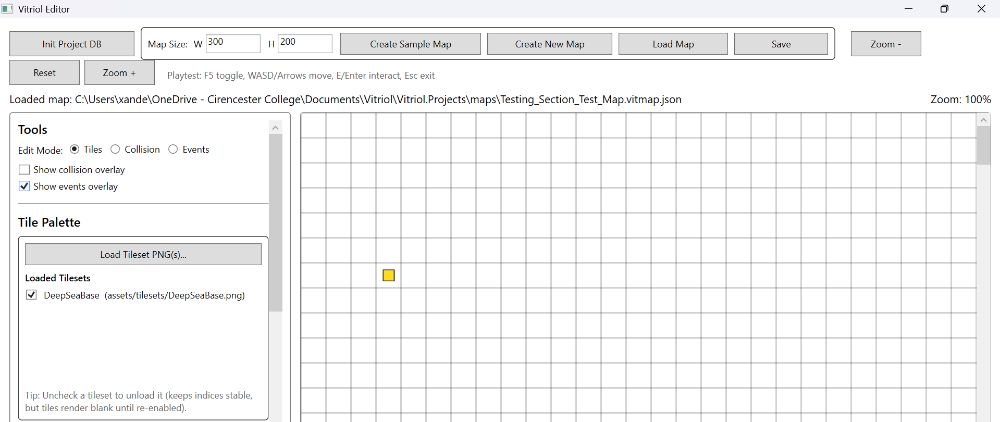 Vitriol Editor
Init Project DB
Map Size: W 300 H 200
Create Sample Map
Create New Map
Load Map
Save
Zoom -
Reset
Zoom +
Playtest: F5 toggle, WASD/Arrows move, E/Enter interact, Esc exit
Loaded map: C:\Users\xande\OneDrive - Cirencester College\Documents\Vitriol\Vitriol.Projects\maps\Testing_Section_Test_Map.vitmap.json
Zoom: 100%
Tools
Edit Mode: Tiles Collision Events
Show collision overlay
Show events overlay
Tile Palette
Load Tileset PNG(s)...
Loaded Tilesets
DeepSeaBase (assets/tilesets/DeepSeaBase.png)
Tip: Uncheck a tileset to unload it (keeps indices stable,
but tiles render blank until re-enabled).